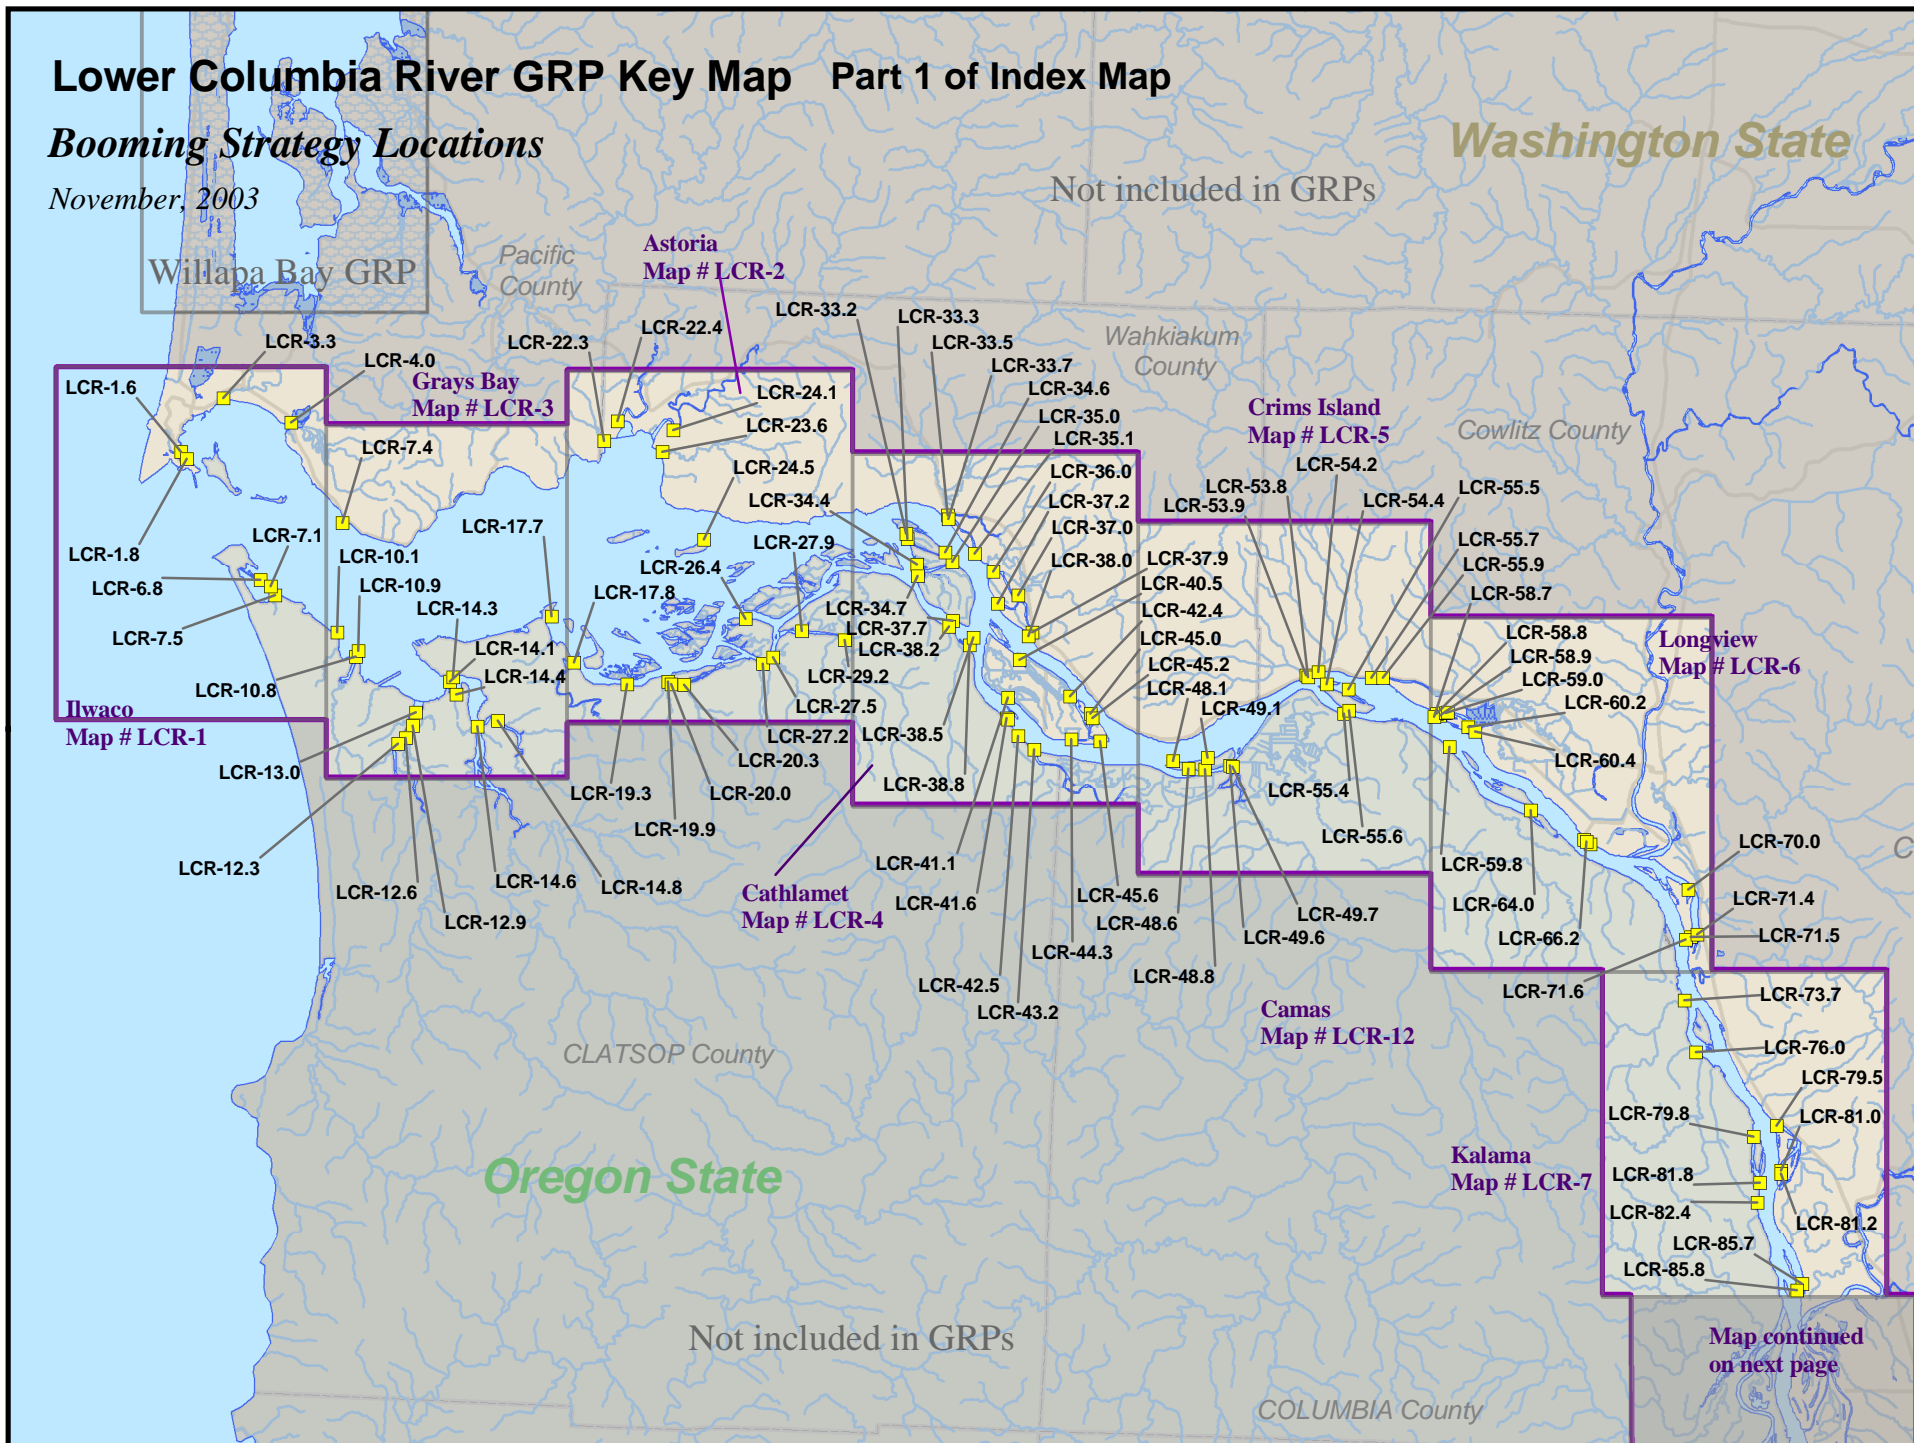 Lower Columbia River GRP Key Map Part 1 of Index Map
Booming Strategy Locations
November, 2003
Washington State
Not included in GRPs
Willapa Bay GRP
Pacific
County
Astoria
Map # LCR-2
LCR-33.2
LCR-33.3
LCR-33.5
Wahkiakum
County
LCR-22.3
LCR-22.4
LCR-3.3
LCR-4.0
LCR-1.6
Grays Bay
Map # LCR-3
LCR-33.7
LCR-34.6
LCR-24.1
LCR-35.0
LCR-23.6
LCR-35.1
Crims Island
Map # LCR-5
Cowlitz County
LCR-7.4
LCR-24.5
LCR-36.0
LCR-54.2
LCR-34.4
LCR-53.8
LCR-55.5
LCR-37.2
LCR-53.9
LCR-54.4
LCR-17.7
LCR-37.0
LCR-7.1
LCR-1.8
LCR-10.1
LCR-27.9
LCR-38.0
LCR-37.9
LCR-55.7
LCR-6.8
LCR-10.9
LCR-26.4
LCR-40.5
LCR-55.9
LCR-14.3
LCR-17.8
LCR-34.7
LCR-42.4
LCR-58.7
LCR-7.5
LCR-37.7
LCR-45.0
LCR-58.8
LCR-14.1
LCR-38.2
LCR-58.9
Longview
Map # LCR-6
LCR-10.8
LCR-14.4
LCR-29.2
LCR-45.2
LCR-59.0
LCR-48.1
LCR-60.2
Ilwaco
Map # LCR-1
LCR-27.5
LCR-49.1
LCR-27.2
LCR-38.5
LCR-13.0
LCR-20.3
LCR-60.4
LCR-19.3
LCR-20.0
LCR-38.8
LCR-55.4
LCR-19.9
LCR-55.6
LCR-70.0
LCR-12.3
LCR-41.1
LCR-59.8
LCR-12.6
LCR-14.6
LCR-14.8
Cathlamet
Map # LCR-4
LCR-41.6
LCR-45.6
LCR-64.0
LCR-71.4
LCR-12.9
LCR-48.6
LCR-49.7
LCR-49.6
LCR-66.2
LCR-71.5
LCR-44.3
LCR-48.8
LCR-42.5
LCR-71.6
LCR-73.7
LCR-43.2
Camas
Map # LCR-12
CLATSOP County
LCR-76.0
LCR-79.5
LCR-79.8
LCR-81.0
Kalama
Map # LCR-7
Oregon State
LCR-81.8
LCR-82.4
LCR-81.2
LCR-85.7
LCR-85.8
Not included in GRPs
Map continued
on next page
COLUMBIA County
C